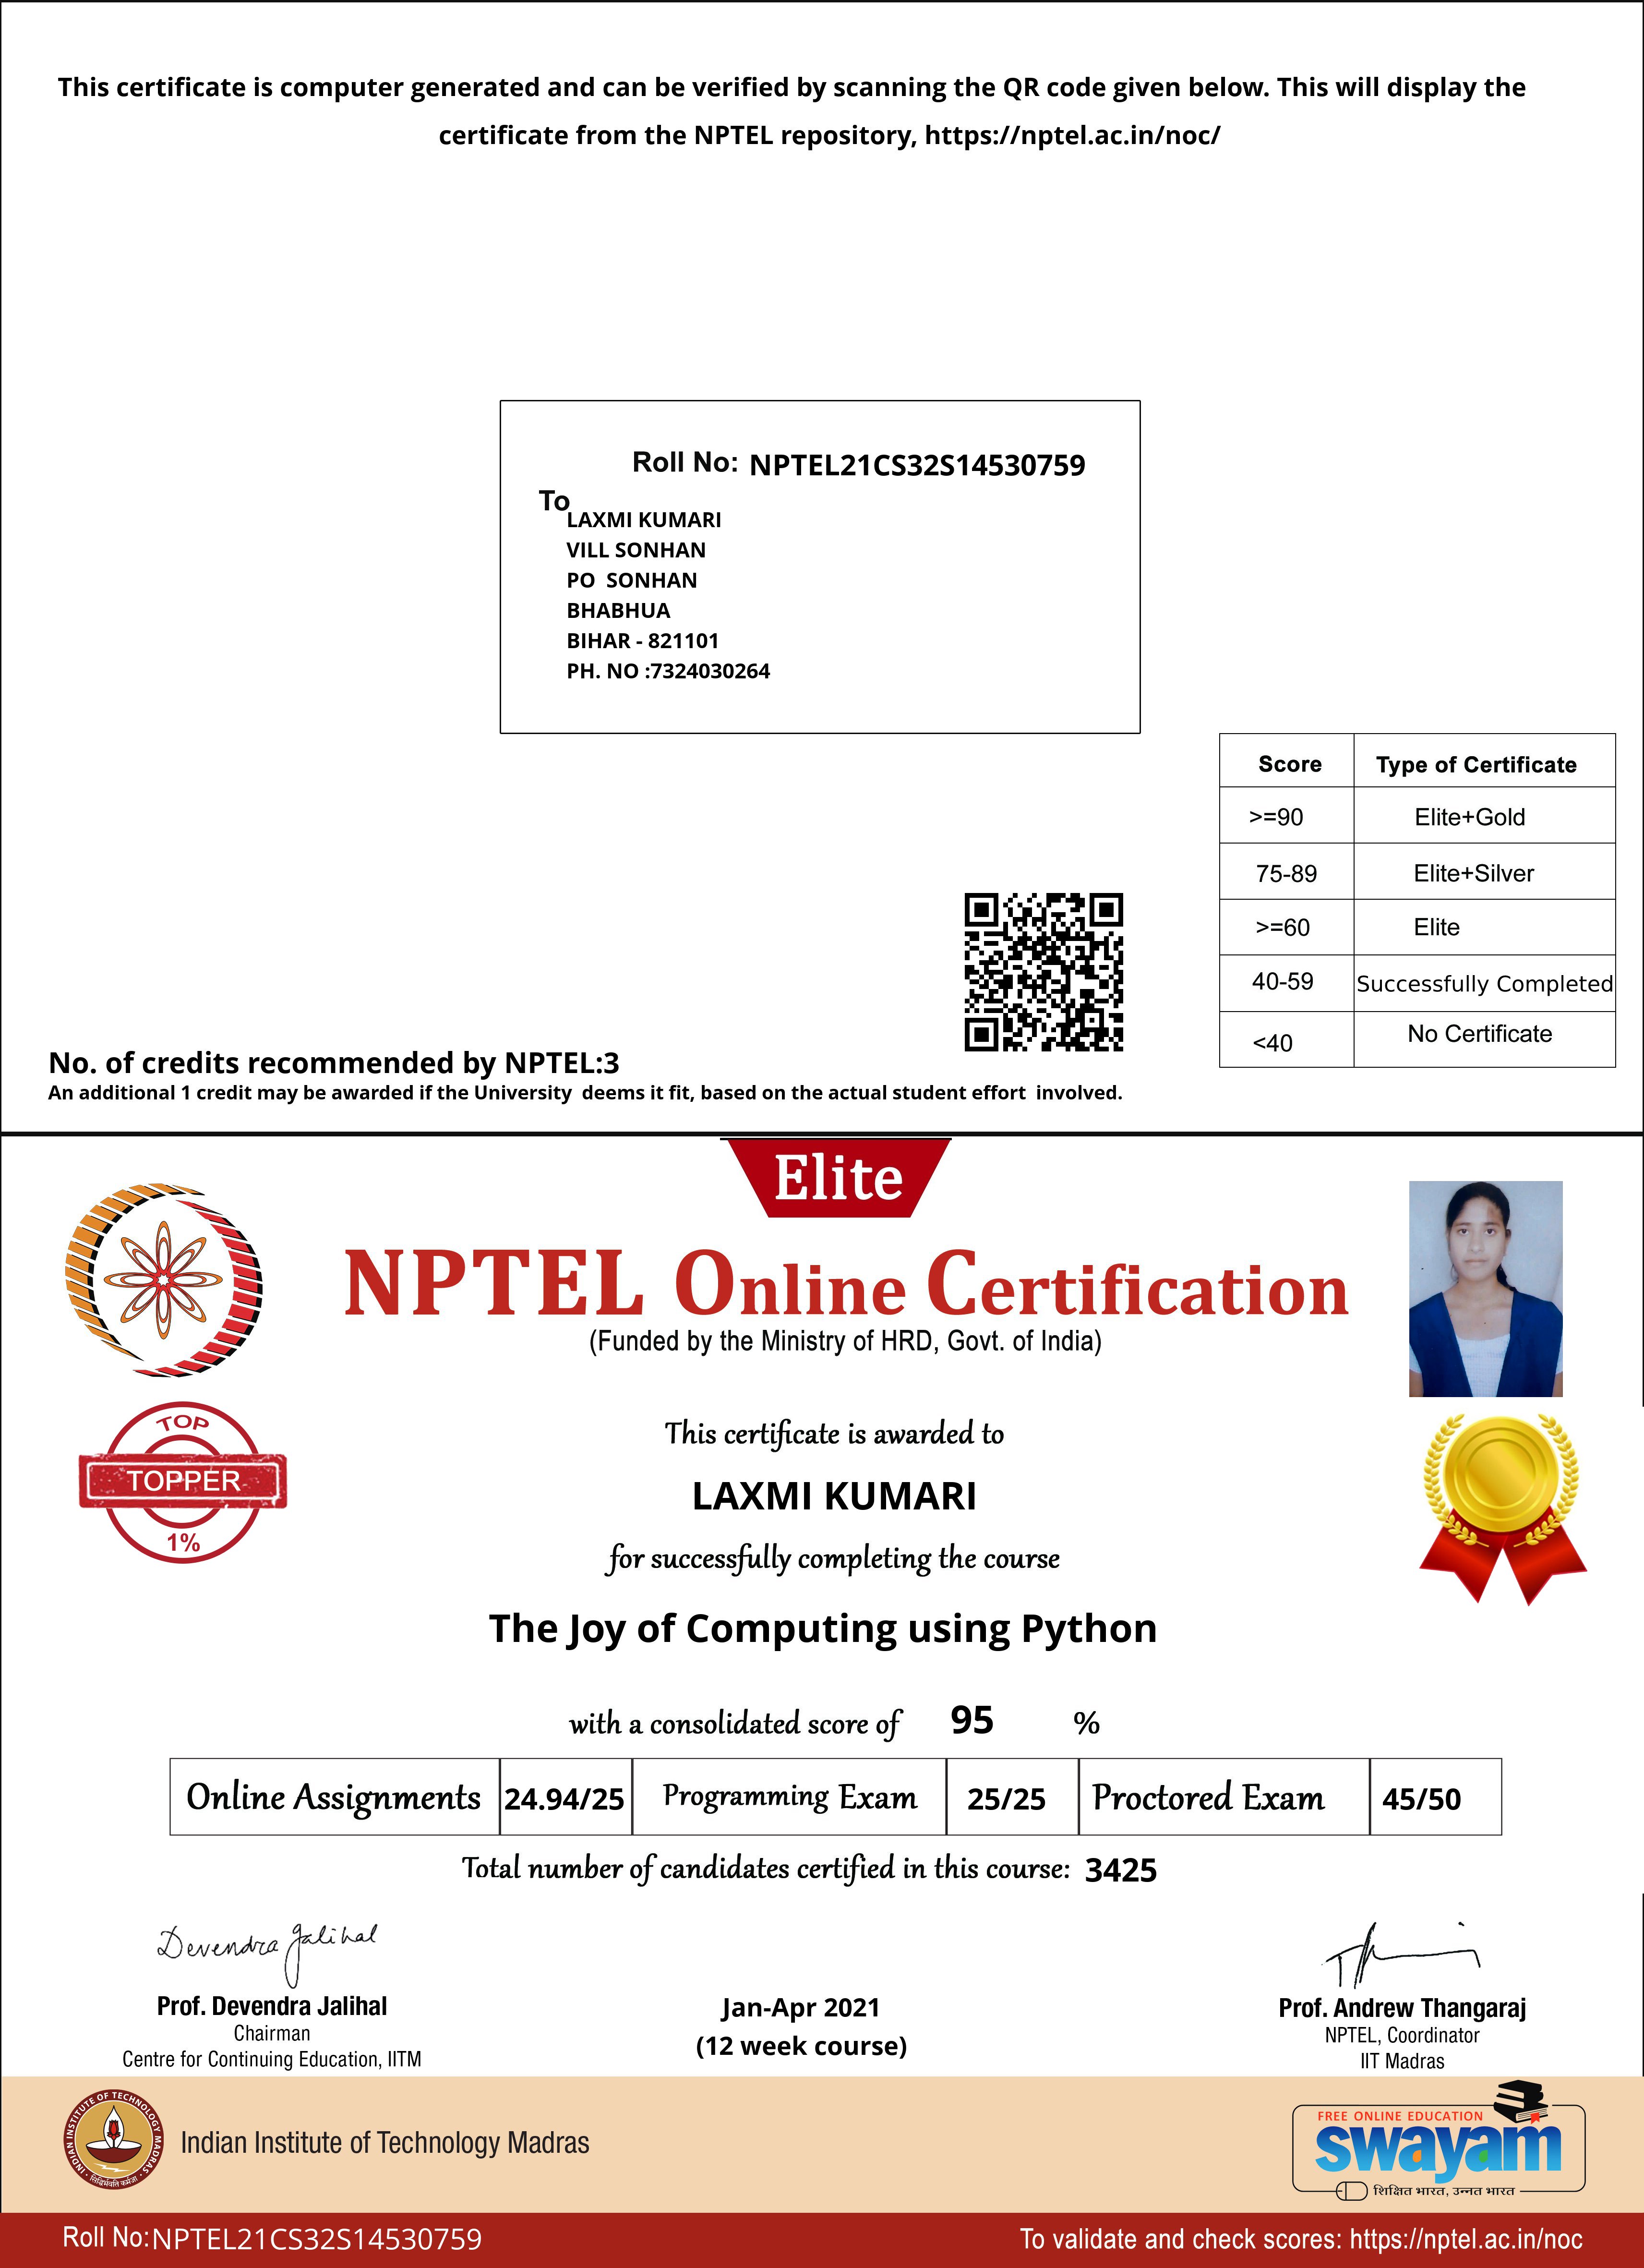 This certificate is computer generated and can be verified by scanning the QR code given below. This will display the
certificate from the NPTEL repository, https://nptel.ac.in/noc/
Roll No: NPTEL21CS32S14530759
To
LAXMI KUMARI
VILL SONHAN
PO  SONHAN
BHABHUA
BIHAR - 821101
PH. NO :7324030264
Score Type of Certificate
>=90 Elite+Gold
75-89 Elite+Silver
>=60 Elite
40-59 Successfully Completed
<40 No Certificate
No. of credits recommended by NPTEL:3
An additional 1 credit may be awarded if the University  deems it fit, based on the actual student effort  involved.
Elite
NPTEL Online Certification
(Funded by the Ministry of HRD, Govt. of India)
TOP
TOPPER
1%
This certificate is awarded to
LAXMI KUMARI
for successfully completing the course
The Joy of Computing using Python
with a consolidated score of 95 %
Online Assignments 24.94/25 Programming Exam 25/25 Proctored Exam 45/50
Total number of candidates certified in this course: 3425
Devendra Jalihal
Prof. Devendra Jalihal
Chairman
Centre for Continuing Education, IITM
Jan-Apr 2021
(12 week course)
Prof. Andrew Thangaraj
NPTEL, Coordinator
IIT Madras
INDIAN INSTITUTE OF TECHNOLOGY MADRAS
सिद्धिर्भवति कर्मजा
Indian Institute of Technology Madras
FREE ONLINE EDUCATION
swayam
शिक्षित भारत, उन्नत भारत
Roll No:NPTEL21CS32S14530759
To validate and check scores: https://nptel.ac.in/noc